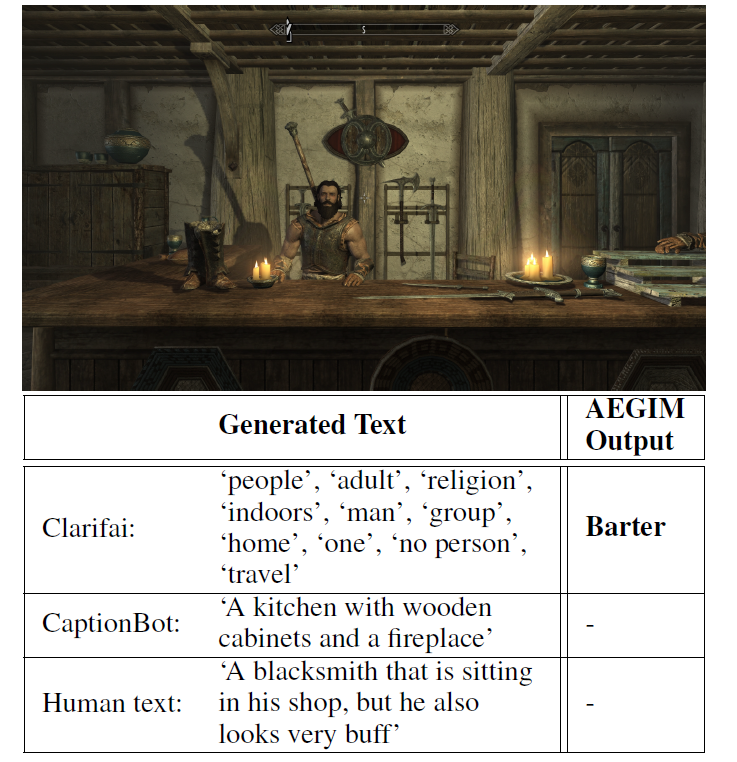 S
Generated Text
AEGIM
Output
Clarifai:
‘people’, ‘adult’, ‘religion’,
‘indoors’, ‘man’, ‘group’,
‘home’, ‘one’, ‘no person’,
‘travel’
Barter
CaptionBot:
‘A kitchen with wooden
cabinets and a fireplace’
-
Human text:
‘A blacksmith that is sitting
in his shop, but he also
looks very buff’
-